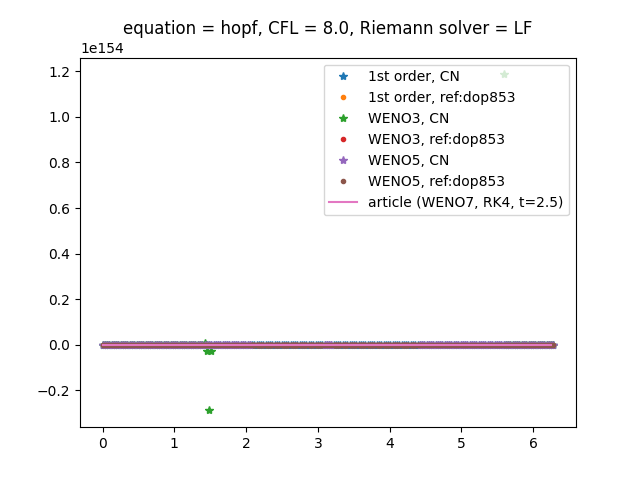 equation = hopf, CFL = 8.0, Riemann solver = LF
1e154
1st order, CN
1st order, ref:dop853
WENO3, CN
WENO3, ref:dop853
WENO5, CN
WENO5, ref:dop853
article (WENO7, RK4, t=2.5)
1.2
1.0
0.8
0.6
0.4
0.2
0.0
−0.2
0 1 2 3 4 5 6